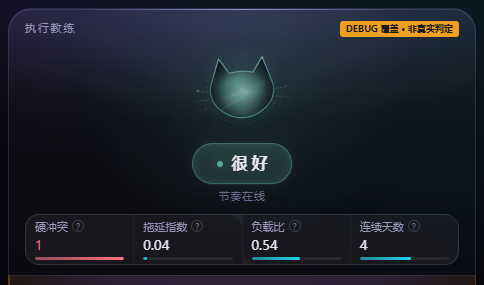 执行教练
DEBUG 覆盖 • 非真实判定
很好
节奏在线
硬冲突 ?
拖延指数 ?
负载比 ?
连续天数 ?
1
0.04
0.54
4